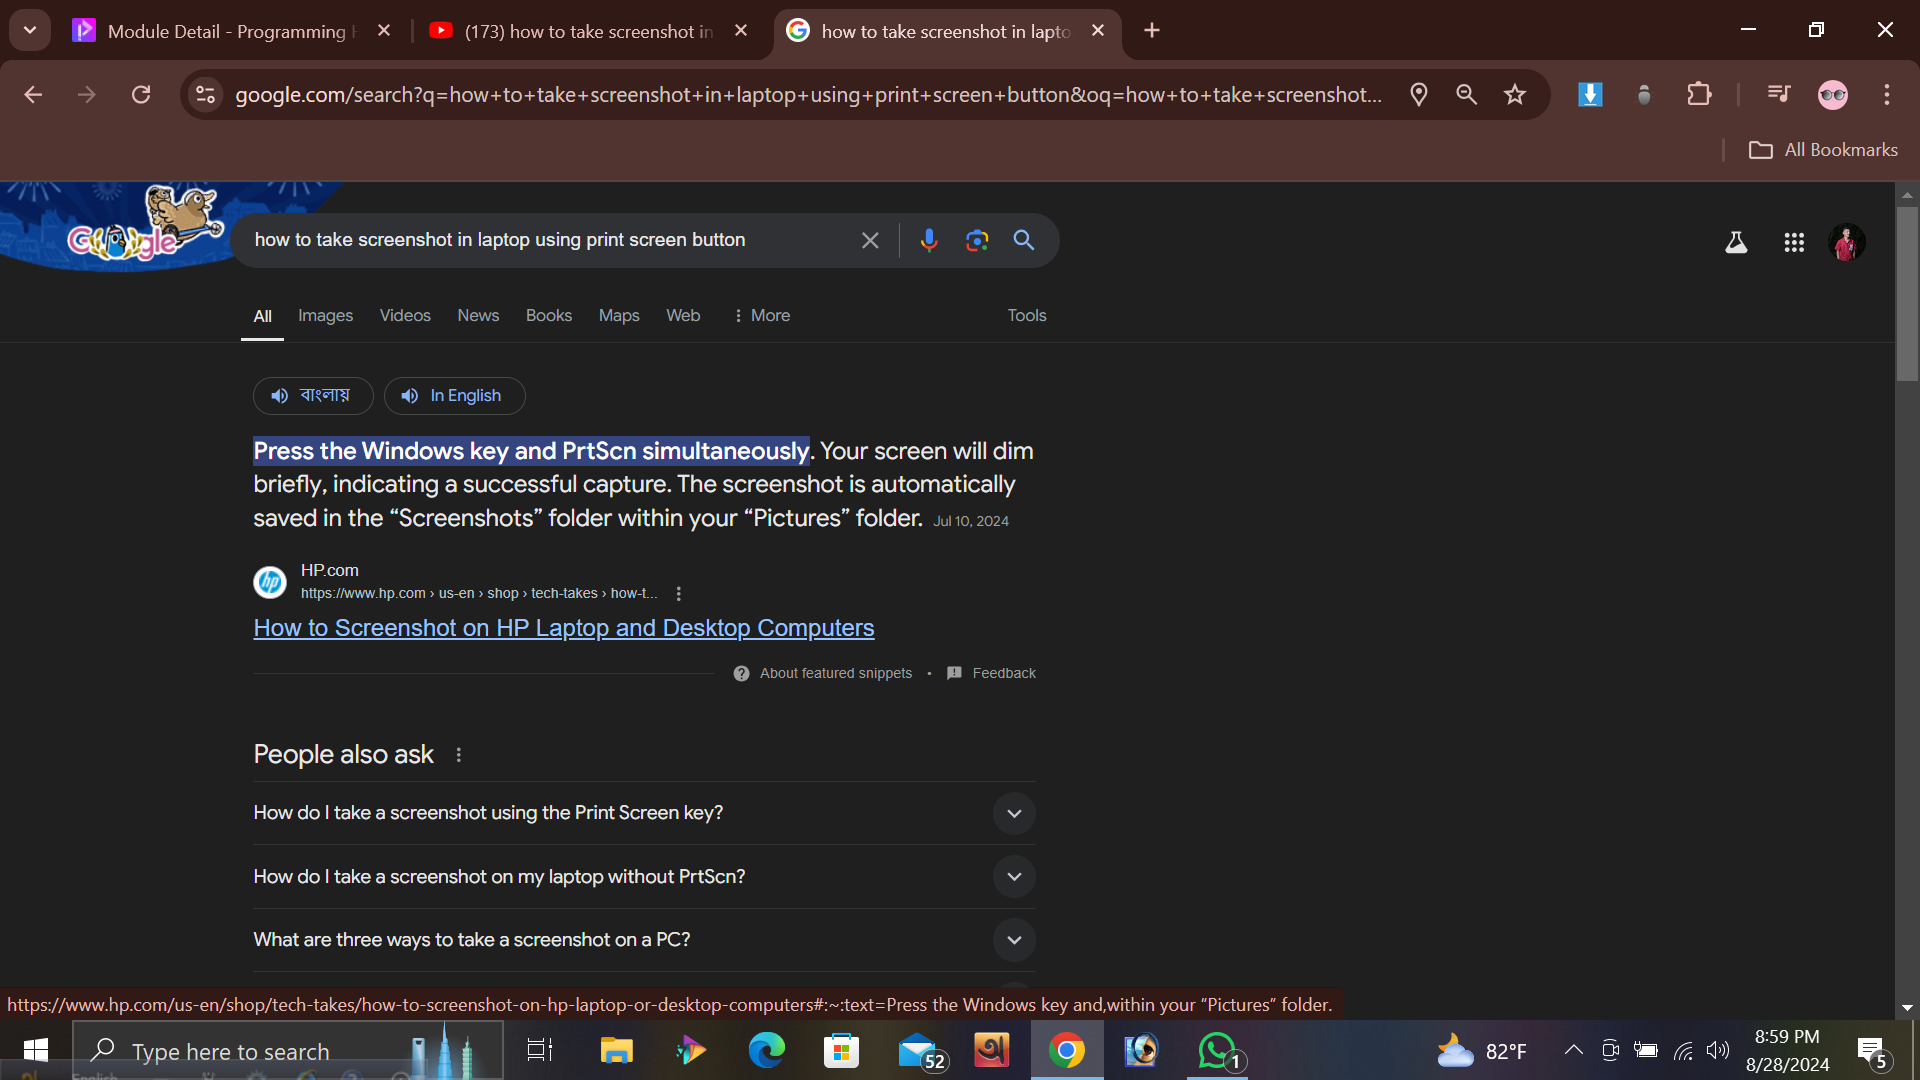 Module Detail - Programming
(173) how to take screenshot in
how to take screenshot in lapto
google.com/search?q=how+to+take+screenshot+in+laptop+using+print+screen+button&oq=how+to+take+screenshot...
All Bookmarks
Google
how to take screenshot in laptop using print screen button
All
Images
Videos
News
Books
Maps
Web
More
Tools
বাংলায়
In English
Press the Windows key and PrtScn simultaneously. Your screen will dim
briefly, indicating a successful capture. The screenshot is automatically
saved in the “Screenshots” folder within your “Pictures” folder. Jul 10, 2024
hp
HP.com
https://www.hp.com › us-en › shop › tech-takes › how-t...
How to Screenshot on HP Laptop and Desktop Computers
About featured snippets
•
Feedback
People also ask
How do I take a screenshot using the Print Screen key?
How do I take a screenshot on my laptop without PrtScn?
What are three ways to take a screenshot on a PC?
https://www.hp.com/us-en/shop/tech-takes/how-to-screenshot-on-hp-laptop-or-desktop-computers#:~:text=Press the Windows key and,within your “Pictures” folder.
Type here to search
52
অ
1
82°F
8:59 PM
8/28/2024
5